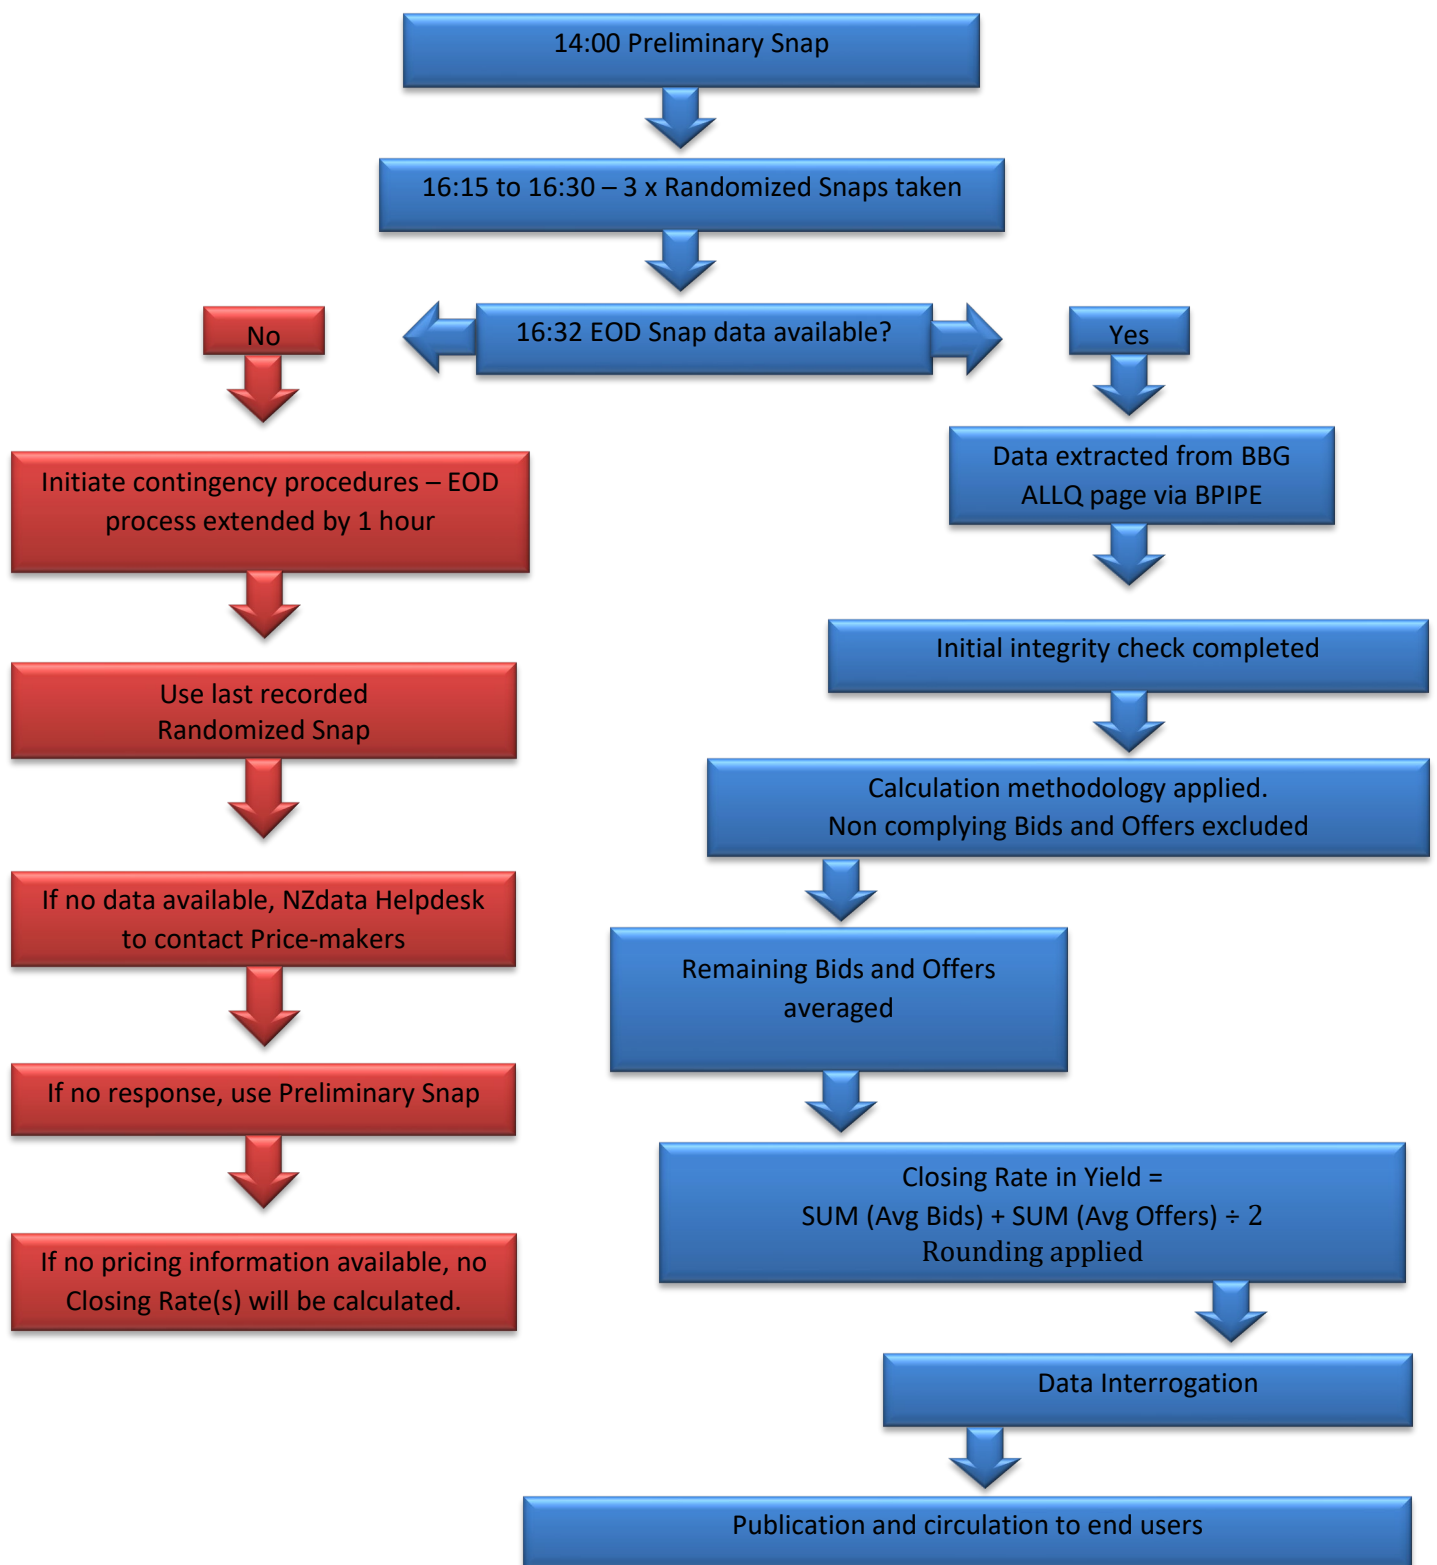 14:00 Preliminary Snap
16:15 to 16:30 – 3 x Randomized Snaps taken
16:32 EOD Snap data available?
No
Initiate contingency procedures – EOD
process extended by 1 hour
Use last recorded
Randomized Snap
If no data available, NZdata Helpdesk
to contact Price-makers
If no response, use Preliminary Snap
If no pricing information available, no
Closing Rate(s) will be calculated.
Yes
Data extracted from BBG
ALLQ page via BPIPE
Initial integrity check completed
Calculation methodology applied.
Non complying Bids and Offers excluded
Remaining Bids and Offers
averaged
Closing Rate in Yield =
SUM (Avg Bids) + SUM (Avg Offers) ÷ 2
Rounding applied
Data Interrogation
Publication and circulation to end users